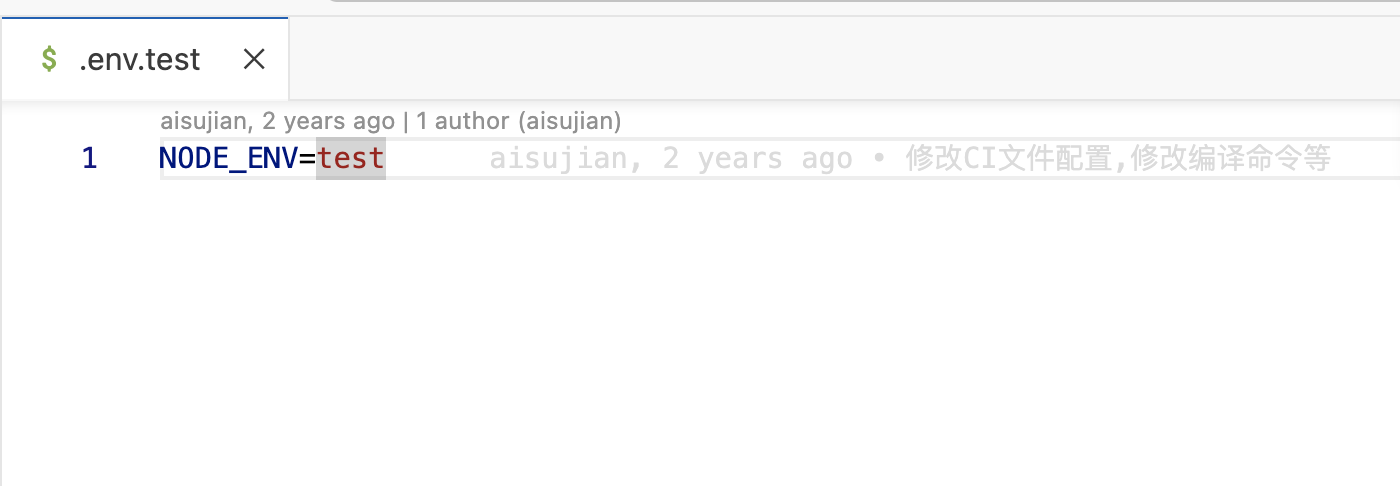 $ .env.test
aisujian, 2 years ago | 1 author (aisujian)
1 NODE_ENV=test aisujian, 2 years ago • 修改CI文件配置,修改编译命令等